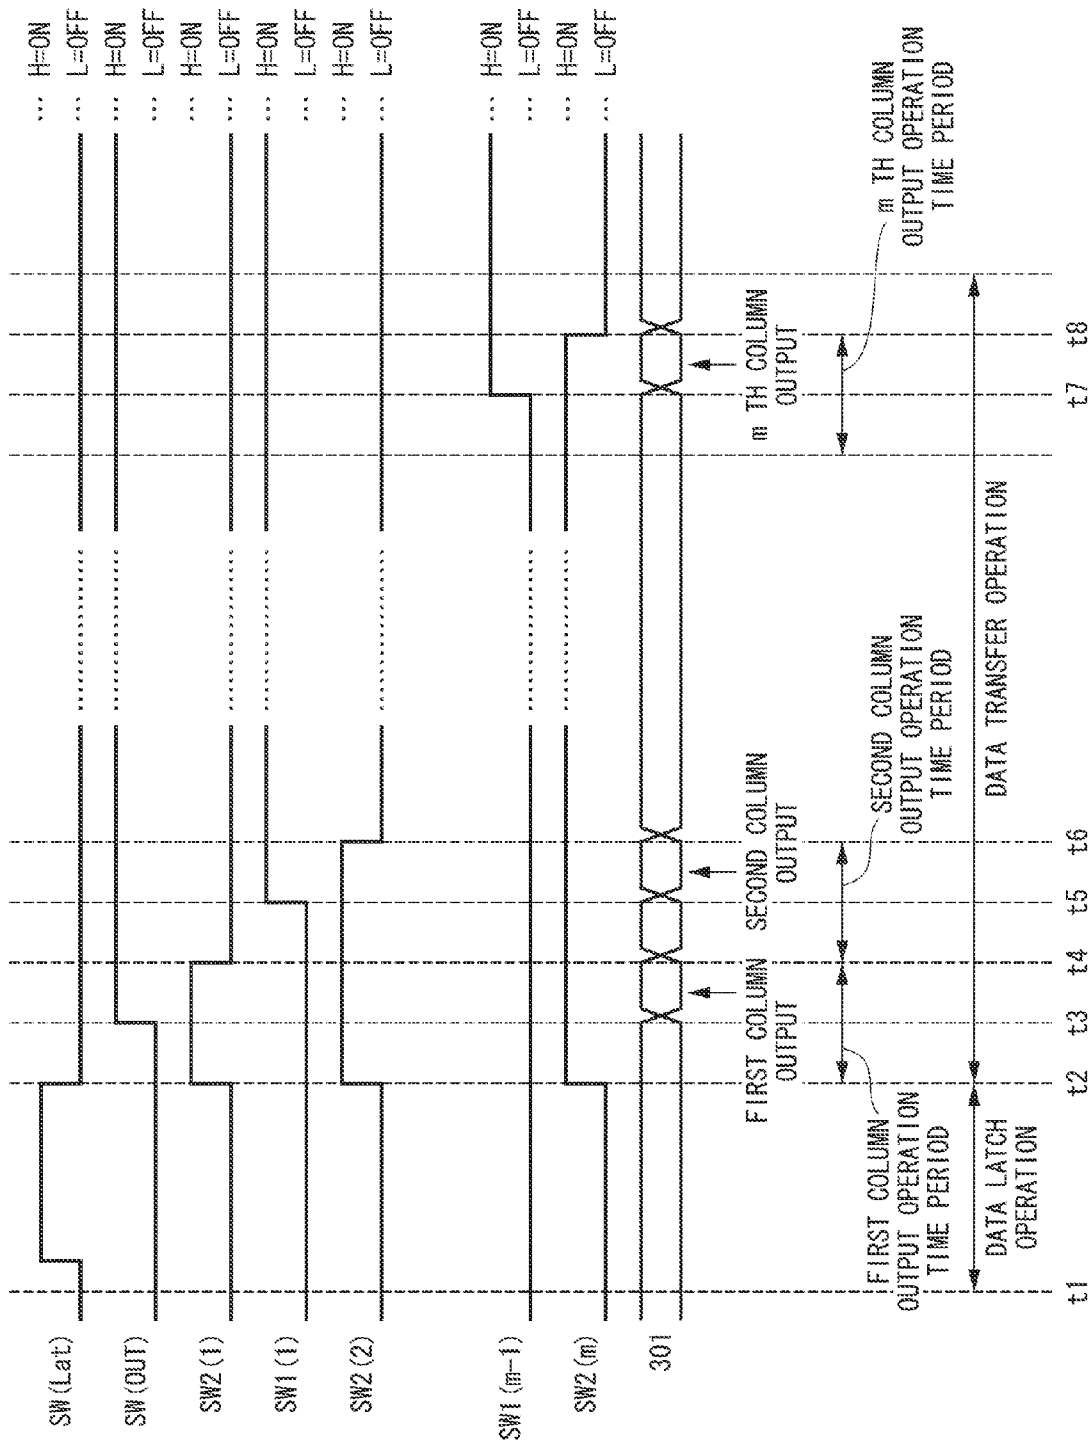 SW(Lat) ... H=ON
... L=OFF
SW(OUT) ... H=ON
... L=OFF
SW2(1) ... H=ON
... L=OFF
SW1(1) ... H=ON
... L=OFF
SW2(2) ... H=ON
... L=OFF
SW1(m-1) ... H=ON
... L=OFF
SW2(m) ... H=ON
... L=OFF
301
FIRST COLUMN
OUTPUT
SECOND COLUMN
OUTPUT
m TH COLUMN
OUTPUT
FIRST COLUMN
OUTPUT OPERATION
TIME PERIOD
SECOND COLUMN
OUTPUT OPERATION
TIME PERIOD
m TH COLUMN
OUTPUT OPERATION
TIME PERIOD
DATA LATCH
OPERATION
DATA TRANSFER OPERATION
t1 t2 t3 t4 t5 t6 t7 t8